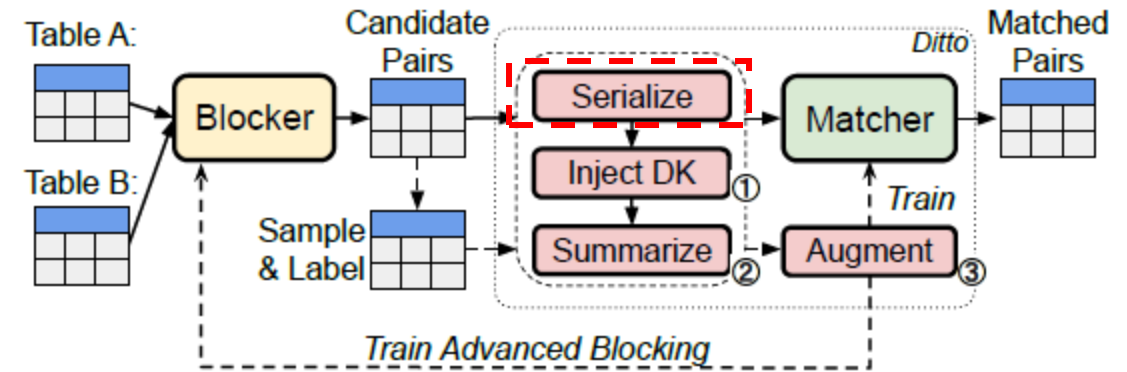 Table A:
Candidate
Pairs
Ditto
Matched
Pairs
Blocker
Serialize
Matcher
Inject DK
①
Table B:
Sample
& Label
Summarize
②
Train
Augment
③
Train Advanced Blocking